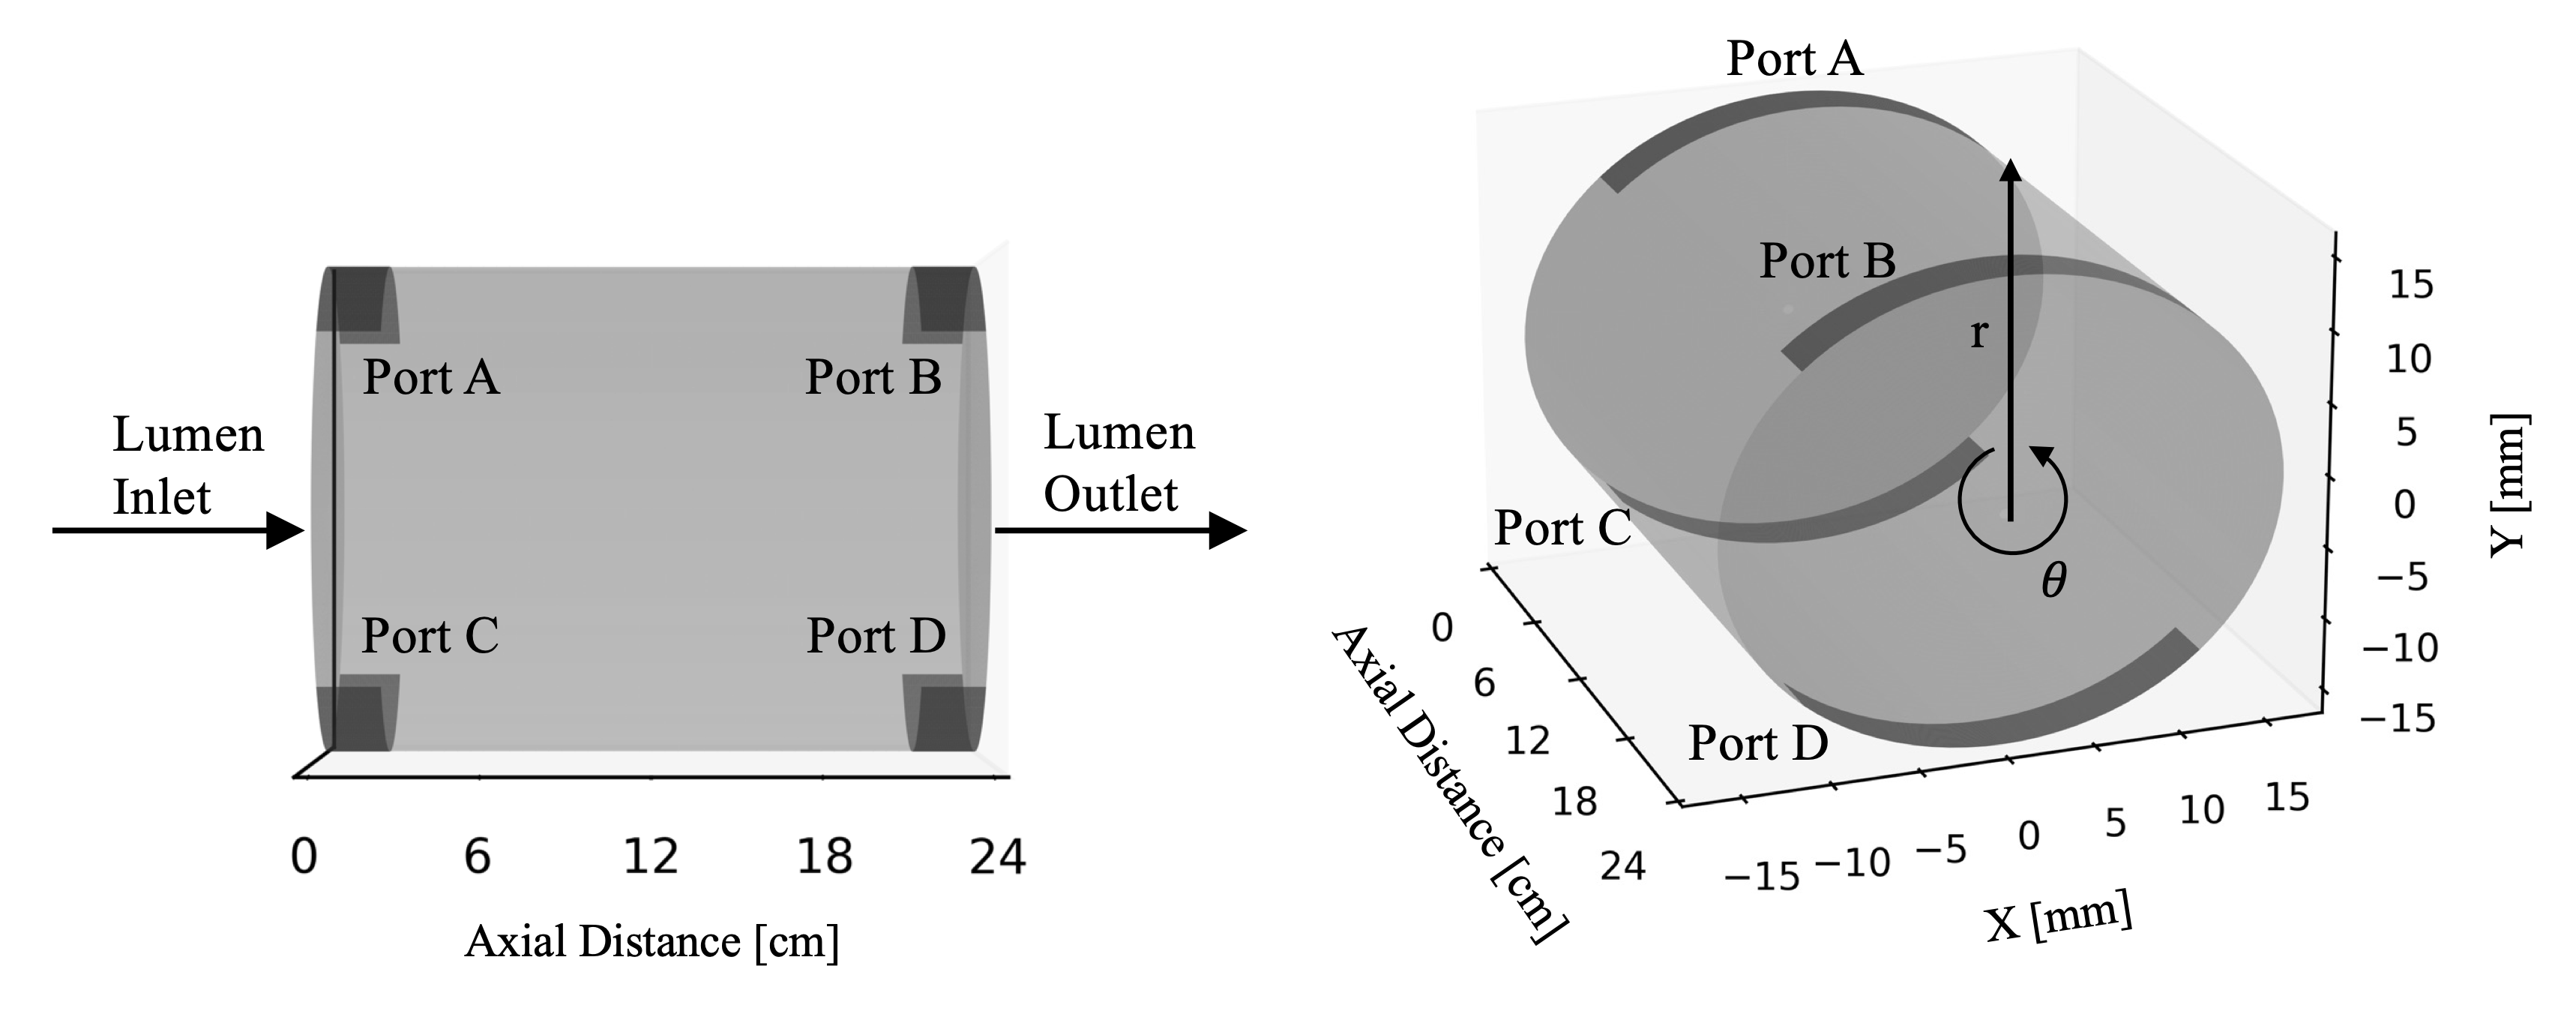 Port A
Port B
Lumen
Inlet
Lumen
Outlet
Port C
Port D
0 6 12 18 24
Axial Distance [cm]
Port A
Port B
r
Port C
θ
Port D
15
10
5
0
−5
−10
−15
Y [mm]
0
6
12
18
24
Axial Distance [cm]
−15 −10 −5 0 5 10 15
X [mm]